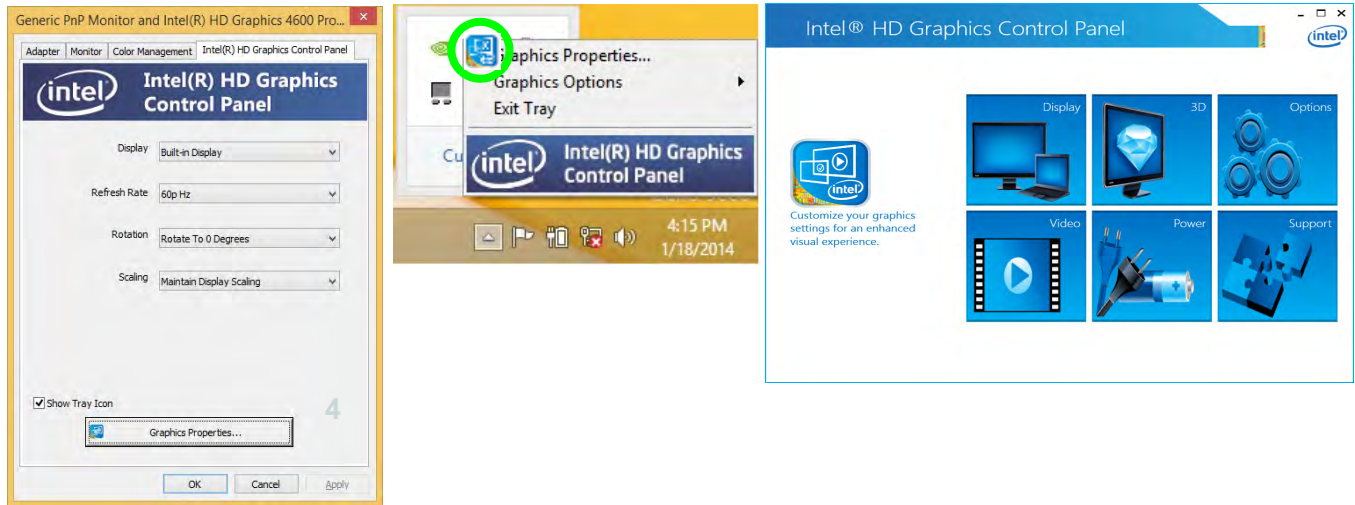 Generic PnP Monitor and Intel(R) HD Graphics 4600 Pro...
Adapter Monitor Color Management Intel(R) HD Graphics Control Panel
intel
Intel(R) HD Graphics
Control Panel
Display Built-in Display
Refresh Rate 60p Hz
Rotation Rotate To 0 Degrees
Scaling Maintain Display Scaling
Show Tray Icon
4
Graphics Properties...
OK Cancel Apply
aphics Properties...
Graphics Options
Exit Tray
Cu
intel
Intel(R) HD Graphics
Control Panel
4:15 PM
1/18/2014
Intel® HD Graphics Control Panel
intel
Display 3D Options
intel
Customize your graphics
settings for an enhanced
visual experience.
Video Power Support